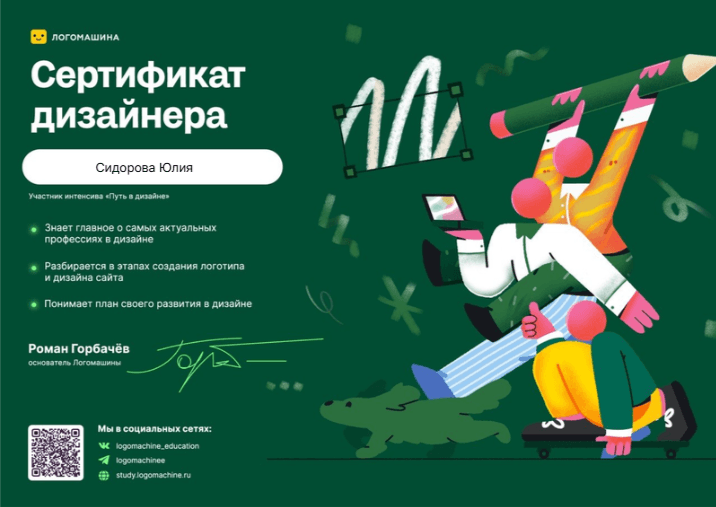 ЛОГОМАШИНА
Сертификат
дизайнера
Сидорова Юлия
Участник интенсива «Путь в дизайне»
Знает главное о самых актуальных
профессиях в дизайне
Разбирается в этапах создания логотипа
и дизайна сайта
Понимает план своего развития в дизайне
Роман Горбачёв
основатель Логомашины
Мы в социальных сетях:
logomachine_education
logomachinee
study.logomachine.ru